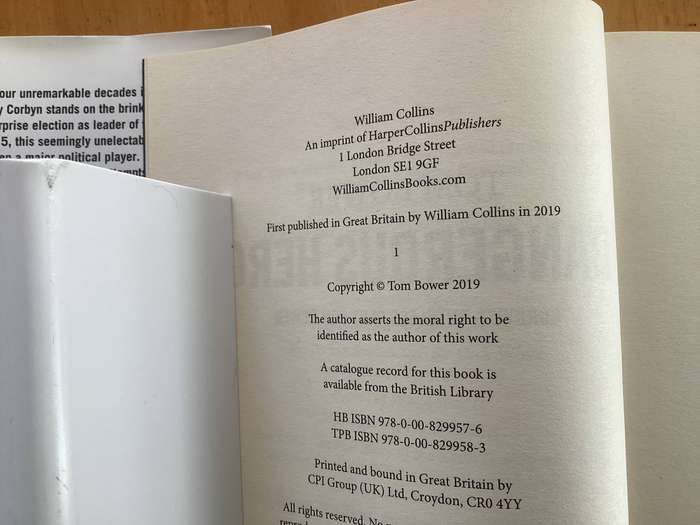 our unremarkable decades i
y Corbyn stands on the brink
rprise election as leader of
5, this seemingly unelectab
en a major political player.
William Collins
An imprint of HarperCollinsPublishers
1 London Bridge Street
London SE1 9GF
WilliamCollinsBooks.com
First published in Great Britain by William Collins in 2019
1
Copyright © Tom Bower 2019
The author asserts the moral right to be
identified as the author of this work
A catalogue record for this book is
available from the British Library
HB ISBN 978-0-00-829957-6
TPB ISBN 978-0-00-829958-3
Printed and bound in Great Britain by
CPI Group (UK) Ltd, Croydon, CR0 4YY
All rights reserved. No